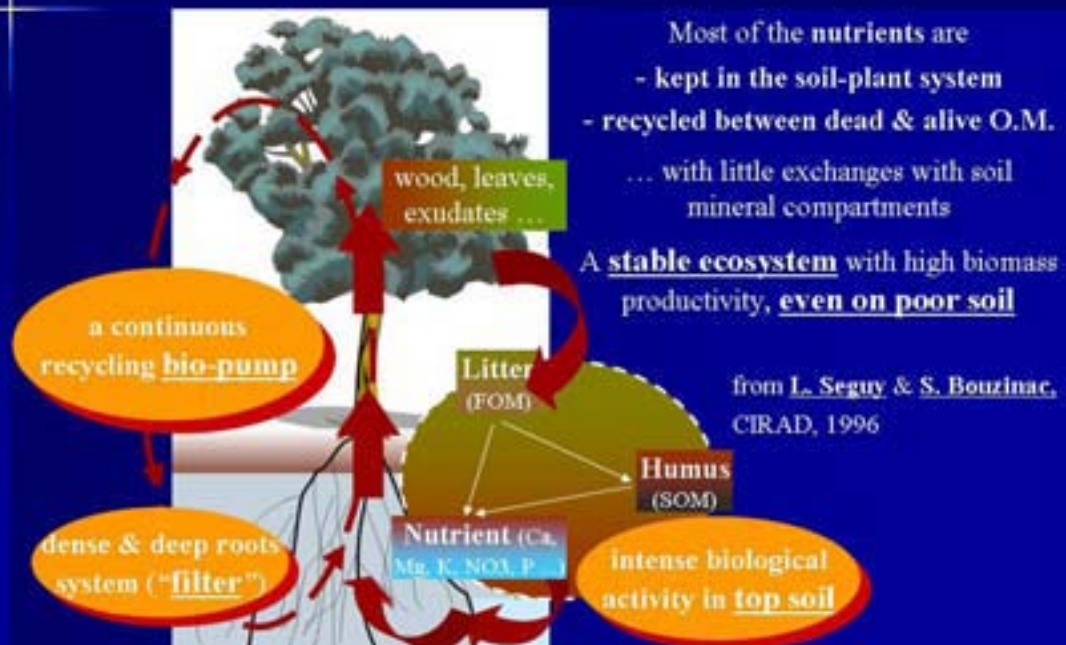 Most of the nutrients are
- kept in the soil-plant system
- recycled between dead & alive O.M.
… with little exchanges with soil
mineral compartments
A stable ecosystem with high biomass
productivity, even on poor soil
from L. Seguy & S. Bouzinac,
CIRAD, 1996
wood, leaves,
exudates …
a continuous
recycling bio-pump
Litter
(FOM)
Humus
(SOM)
Nutrient (Ca,
Mg, K, NO3, P …)
dense & deep roots
system ("filter")
intense biological
activity in top soil